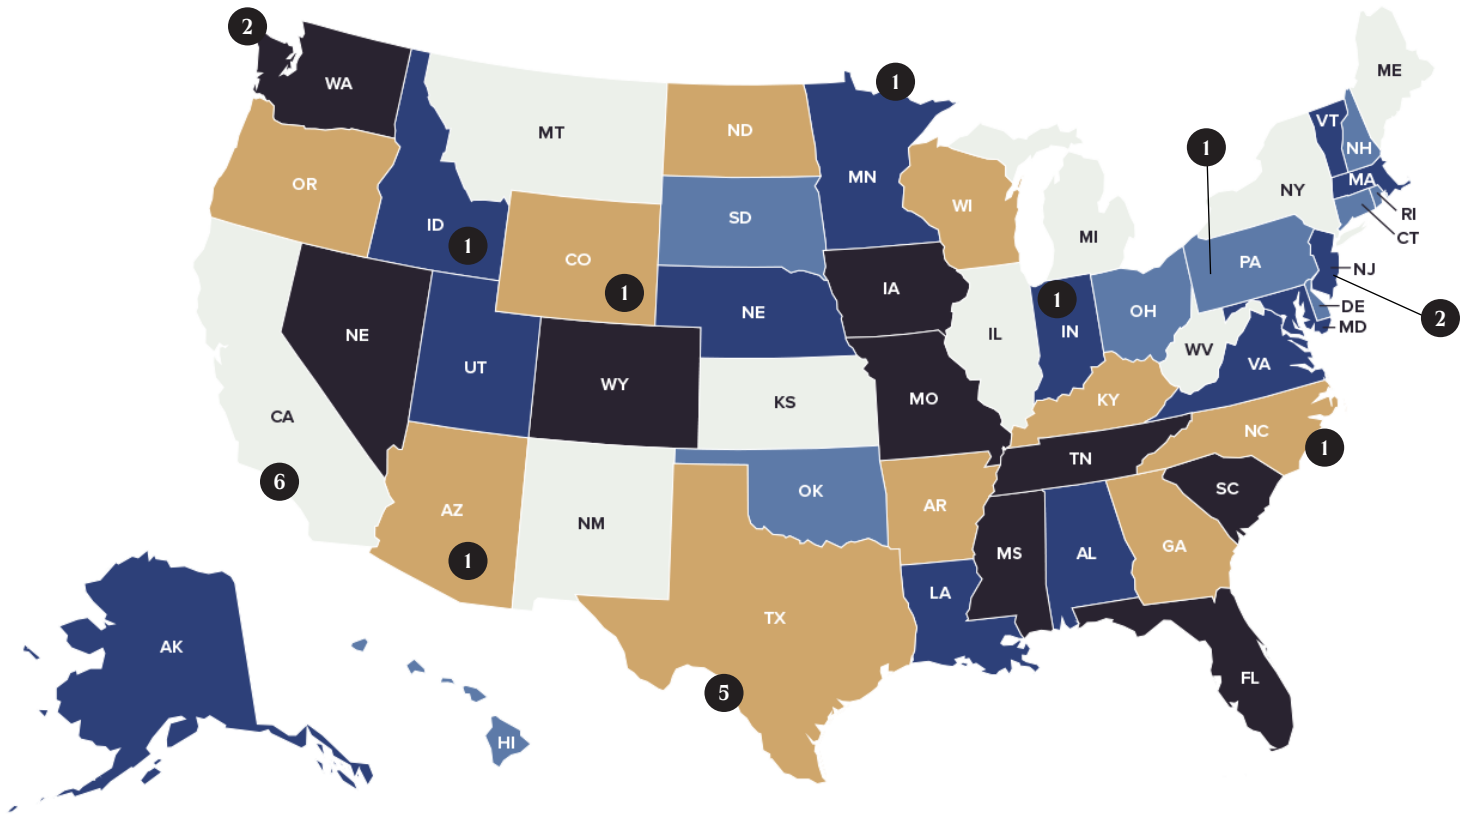 2
WA
MT
ND
1
MN
ME
VT
NH
1
MA
NY
RI
CT
OR
ID
1
SD
WI
MI
CO
1
PA
NJ
DE
MD
2
NE
IA
IL
1
IN
OH
WV
VA
NE
UT
WY
KS
MO
KY
NC
1
CA
6
AZ
1
NM
OK
AR
TN
SC
MS
AL
GA
LA
TX
5
FL
AK
HI